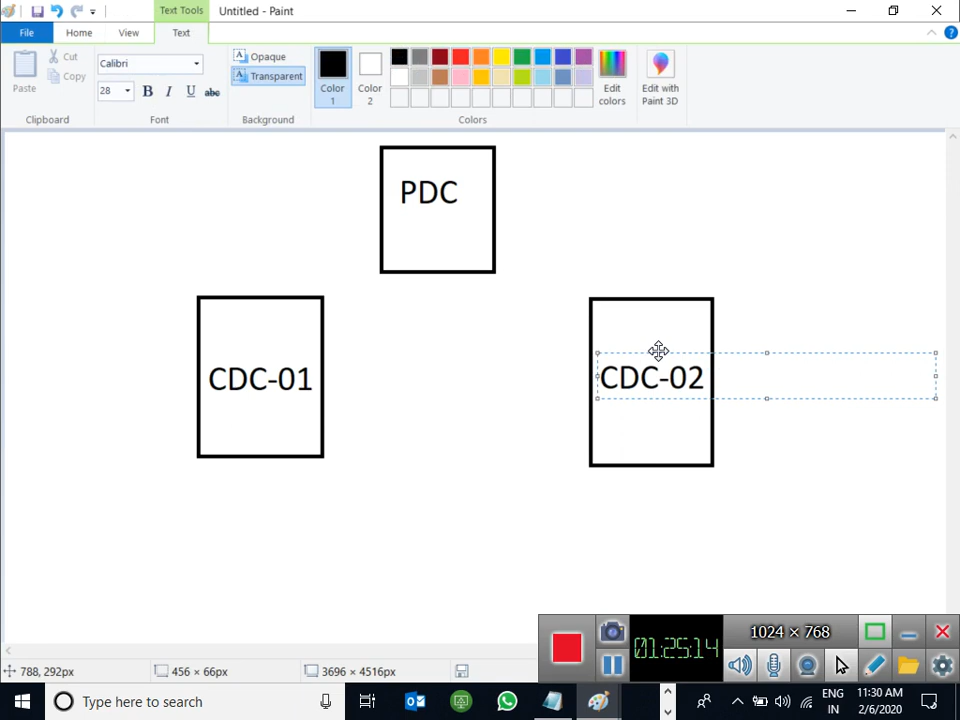 Text Tools
Untitled - Paint
File
Home
View
Text
Paste
Cut
Copy
Clipboard
Calibri
28
B I U abc
Font
Opaque
Transparent
Background
Color 1
Color 2
Edit colors
Colors
Edit with Paint 3D
PDC
CDC-01
CDC-02
1024 × 768
01:25:14
788, 292px
456 × 66px
3696 × 4516px
Type here to search
ENG
IN
11:30 AM
2/6/2020